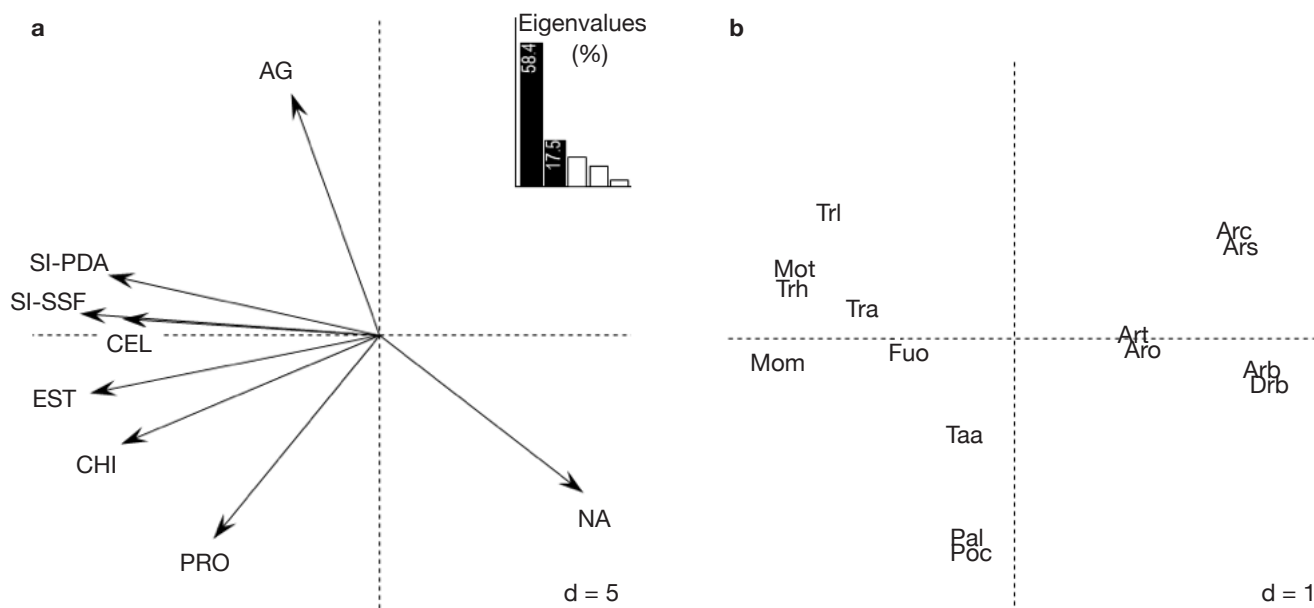 a
Eigenvalues
(%)
58.4
17.5
AG
SI-PDA
SI-SSF
CEL
EST
CHI
PRO
NA
d = 5
b
Trl
Arc
Ars
Mot
Trh
Tra
Art
Aro
Fuo
Mom
Arb
Drb
Taa
Pal
Poc
d = 1